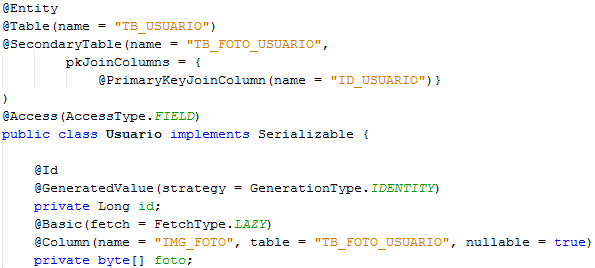 @Entity
@Table(name = "TB_USUARIO")
@SecondaryTable(name = "TB_FOTO_USUARIO",
        pkJoinColumns = {
            @PrimaryKeyJoinColumn(name = "ID_USUARIO")}
)
@Access(AccessType.FIELD)
public class Usuario implements Serializable {
    @Id
    @GeneratedValue(strategy = GenerationType.IDENTITY)
    private Long id;
    @Basic(fetch = FetchType.LAZY)
    @Column(name = "IMG_FOTO", table = "TB_FOTO_USUARIO", nullable = true)
    private byte[] foto;